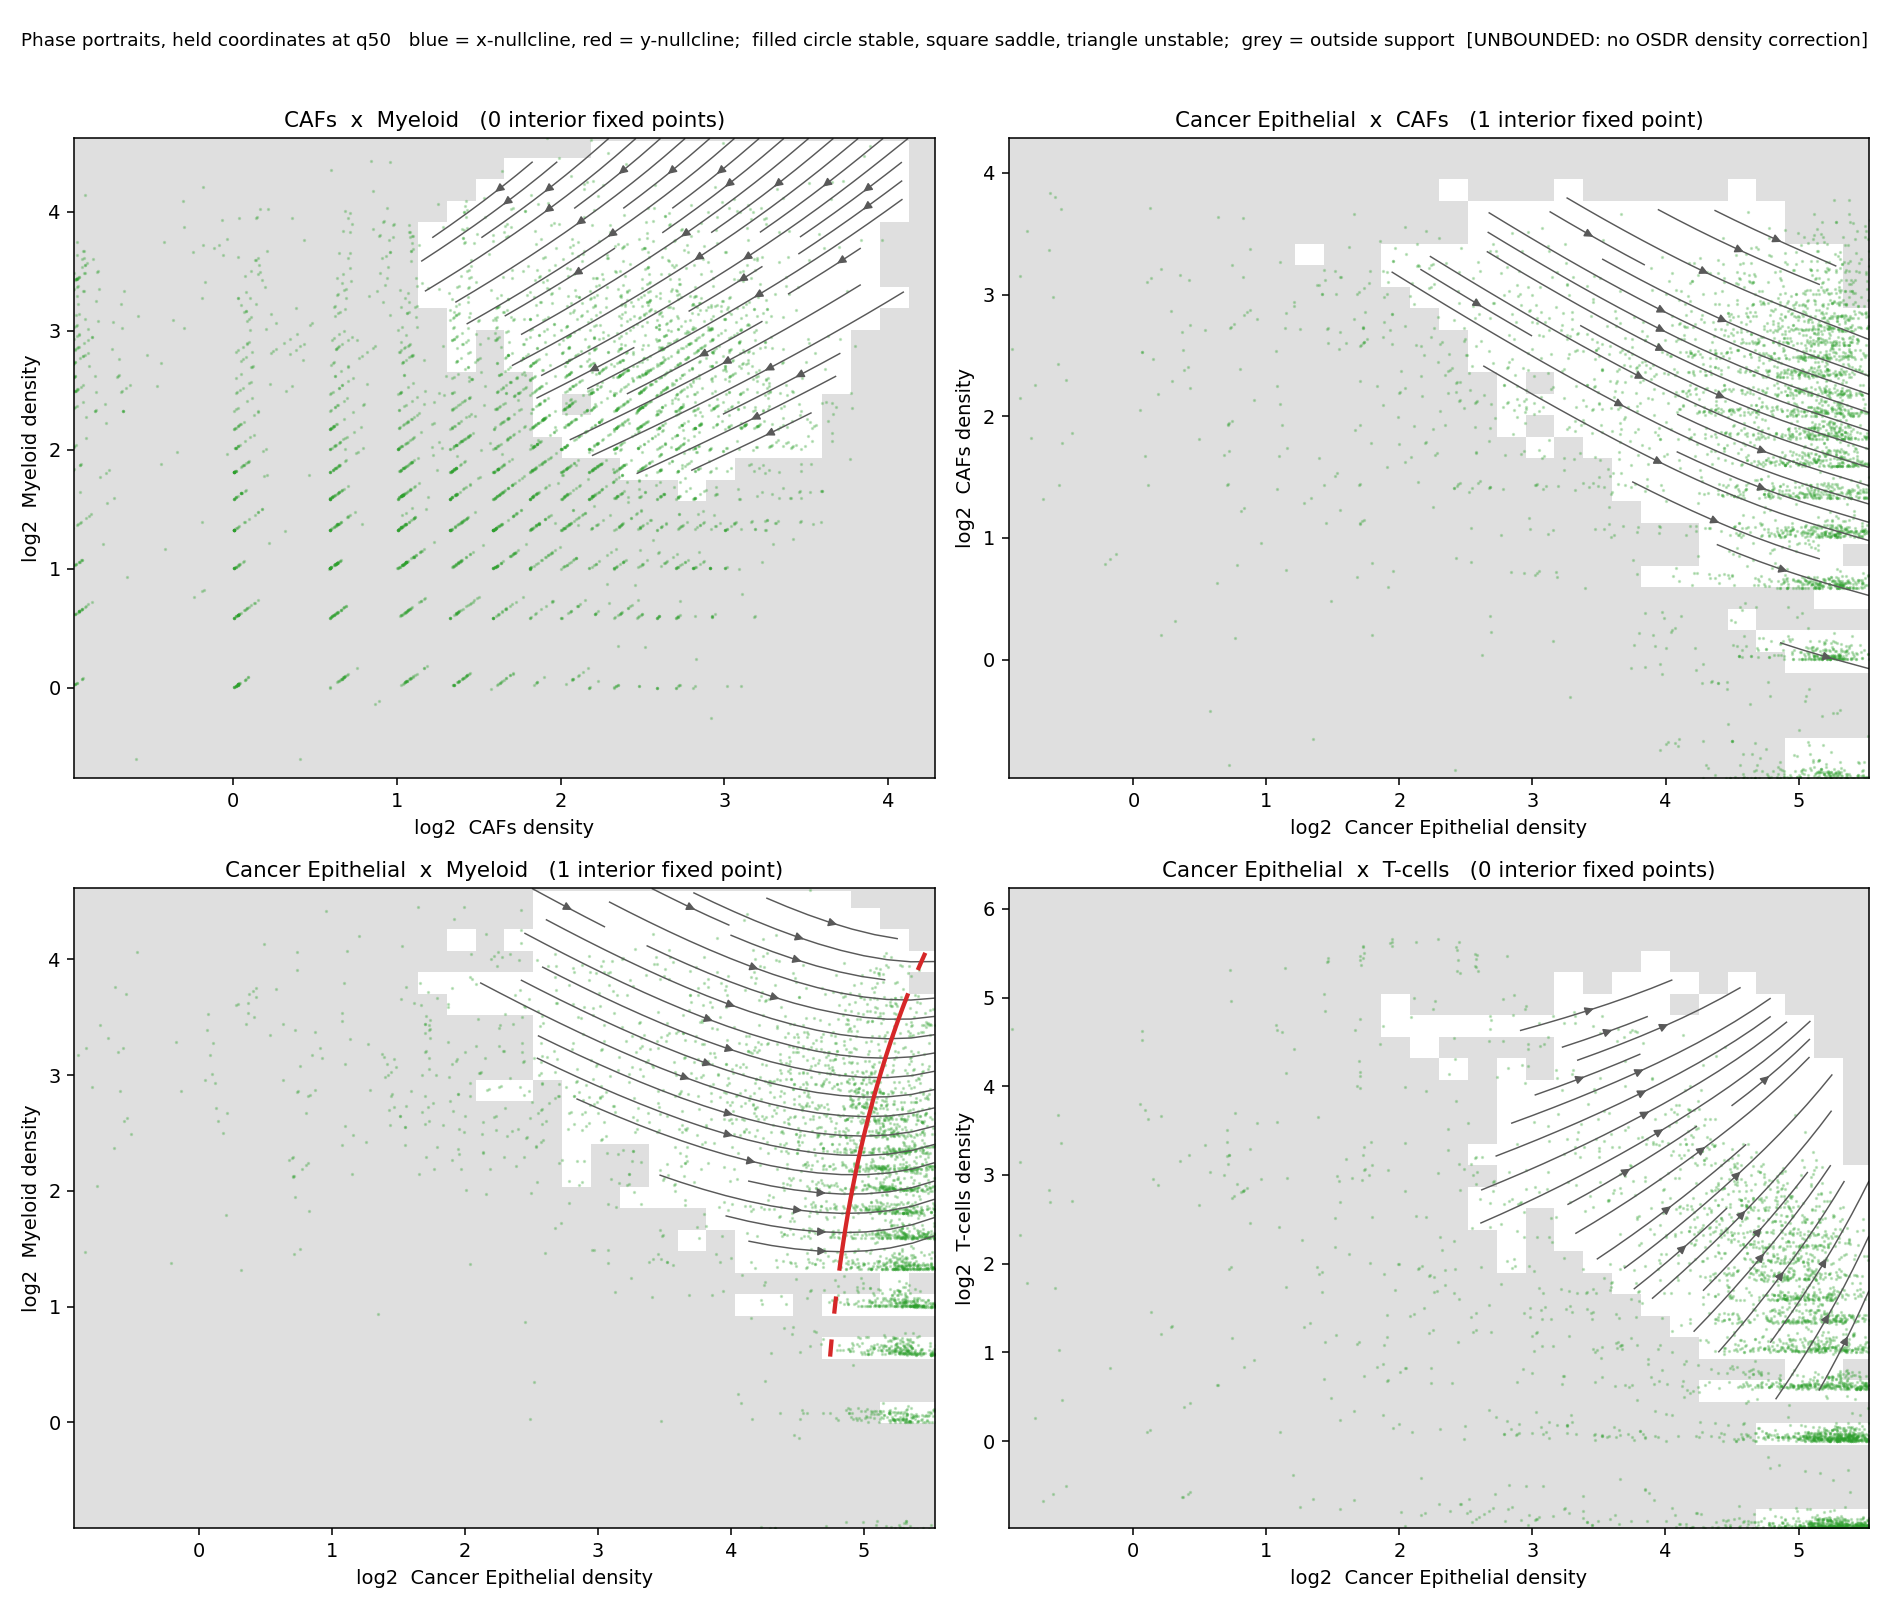 Phase portraits, held coordinates at q50   blue = x-nullcline, red = y-nullcline;  filled circle stable, square saddle, triangle unstable;  grey = outside support  [UNBOUNDED: no OSDR density correction]
CAFs  x  Myeloid   (0 interior fixed points)
log2  Myeloid density
4
3
2
1
0
0 1 2 3 4
log2  CAFs density
Cancer Epithelial  x  CAFs   (1 interior fixed point)
log2  CAFs density
4
3
2
1
0
0 1 2 3 4 5
log2  Cancer Epithelial density
Cancer Epithelial  x  Myeloid   (1 interior fixed point)
log2  Myeloid density
4
3
2
1
0
0 1 2 3 4 5
log2  Cancer Epithelial density
Cancer Epithelial  x  T-cells   (0 interior fixed points)
log2  T-cells density
6
5
4
3
2
1
0
0 1 2 3 4 5
log2  Cancer Epithelial density